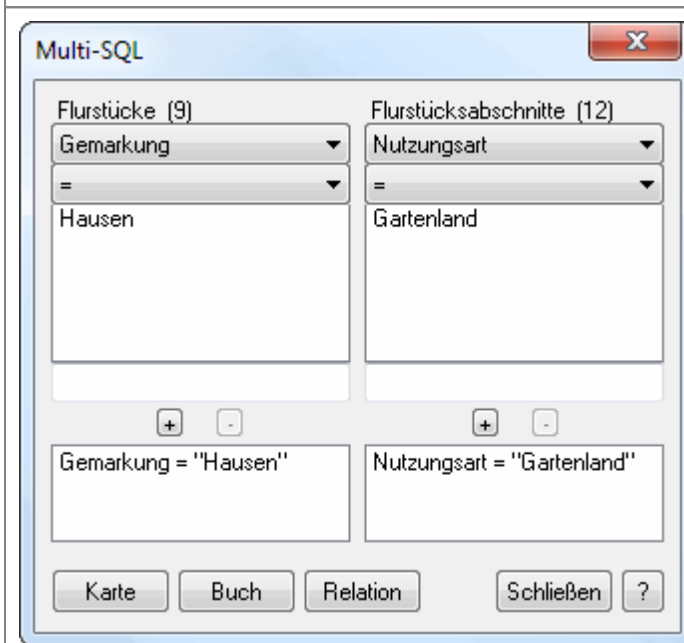 Multi-SQL
Flurstücke (9)
Flurstücksabschnitte (12)
Gemarkung
Nutzungsart
=
=
Hausen
Gartenland
+ -
+ -
Gemarkung = "Hausen"
Nutzungsart = "Gartenland"
Karte
Buch
Relation
Schließen
?